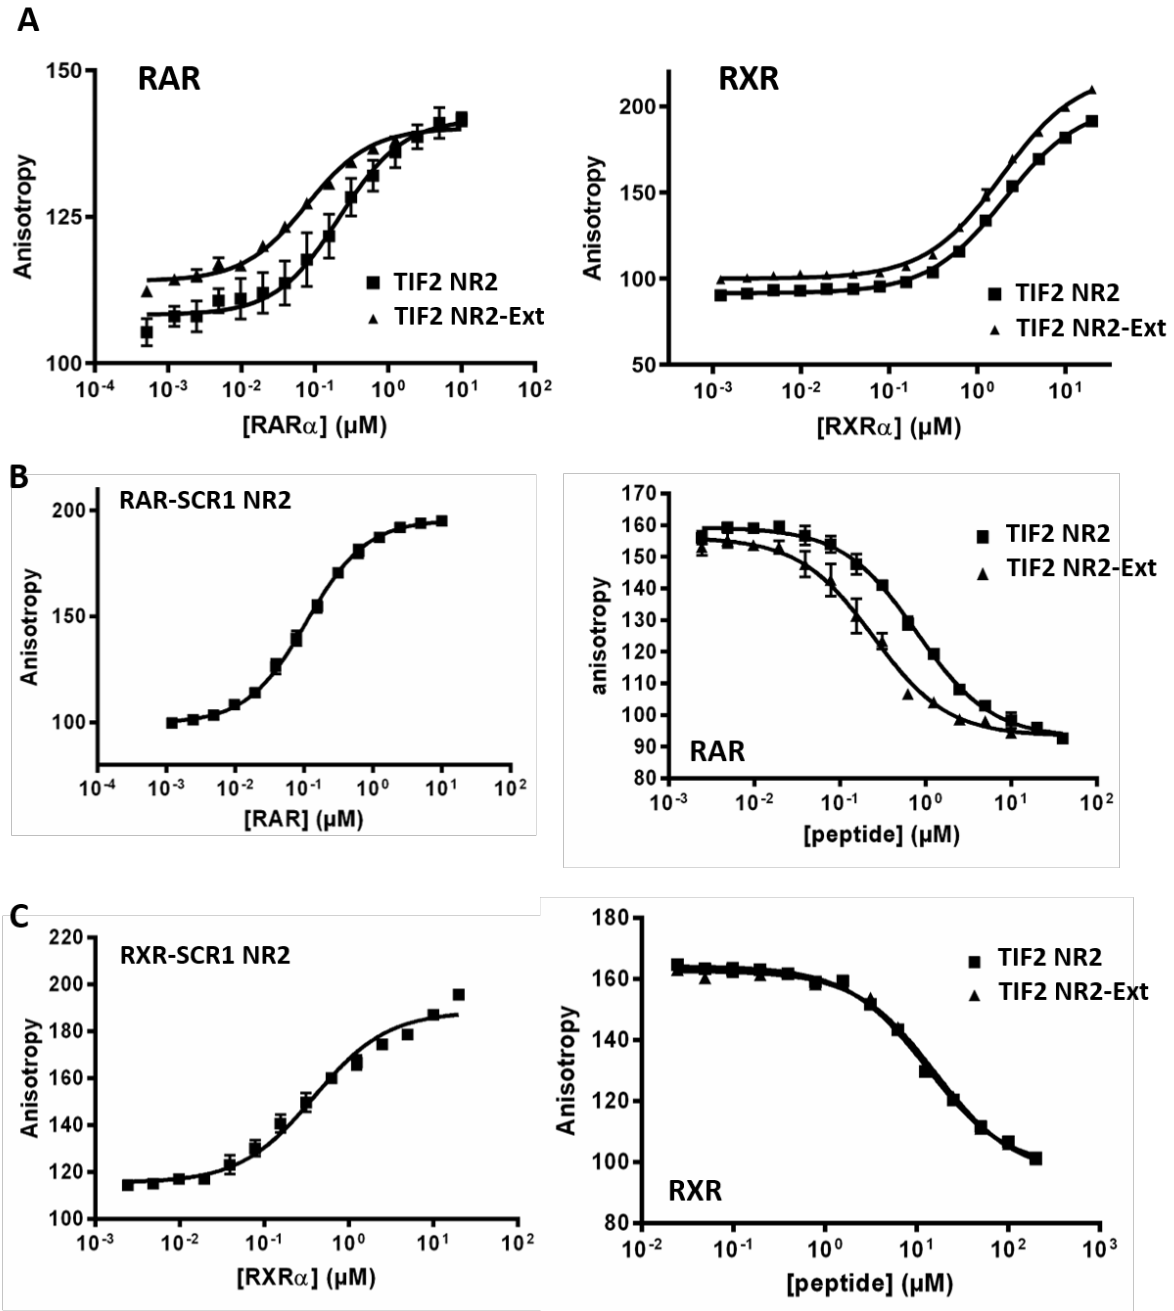 A
RAR
150
125
100
Anisotropy
TIF2 NR2
TIF2 NR2-Ext
10-4 10-3 10-2 10-1 100 101 102
[RARα] (µM)
RXR
200
150
100
50
Anisotropy
TIF2 NR2
TIF2 NR2-Ext
10-3 10-2 10-1 100 101
[RXRα] (µM)
B
RAR-SCR1 NR2
200
150
100
Anisotropy
10-4 10-3 10-2 10-1 100 101 102
[RAR] (µM)
170
160
150
140
130
120
110
100
90
80
anisotropy
TIF2 NR2
TIF2 NR2-Ext
RAR
10-3 10-2 10-1 100 101 102
[peptide] (µM)
C
RXR-SCR1 NR2
220
200
180
160
140
120
100
Anisotropy
10-3 10-2 10-1 100 101 102
[RXRα] (µM)
180
160
140
120
100
80
Anisotropy
TIF2 NR2
TIF2 NR2-Ext
RXR
10-2 10-1 100 101 102 103
[peptide] (µM)